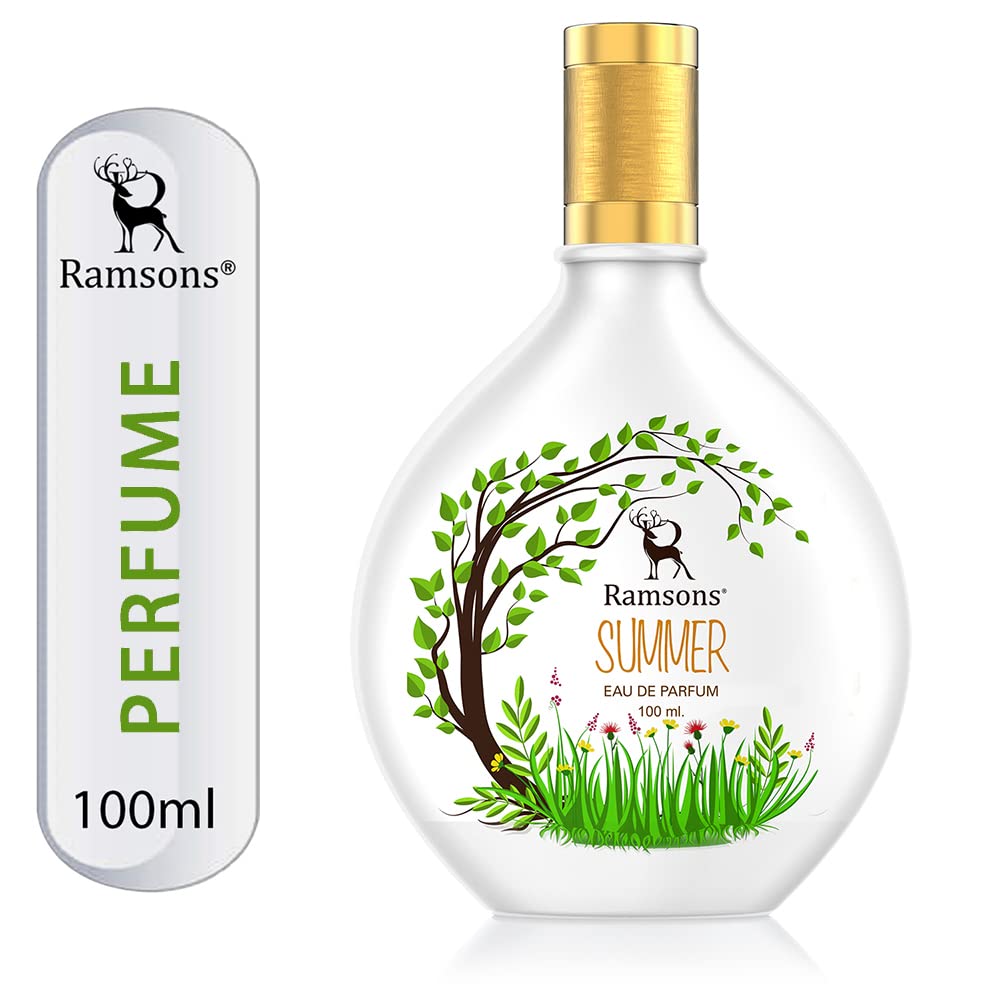 Ramsons®
PERFUME
100ml
Ramsons®
SUMMER
EAU DE PARFUM
100 ml.